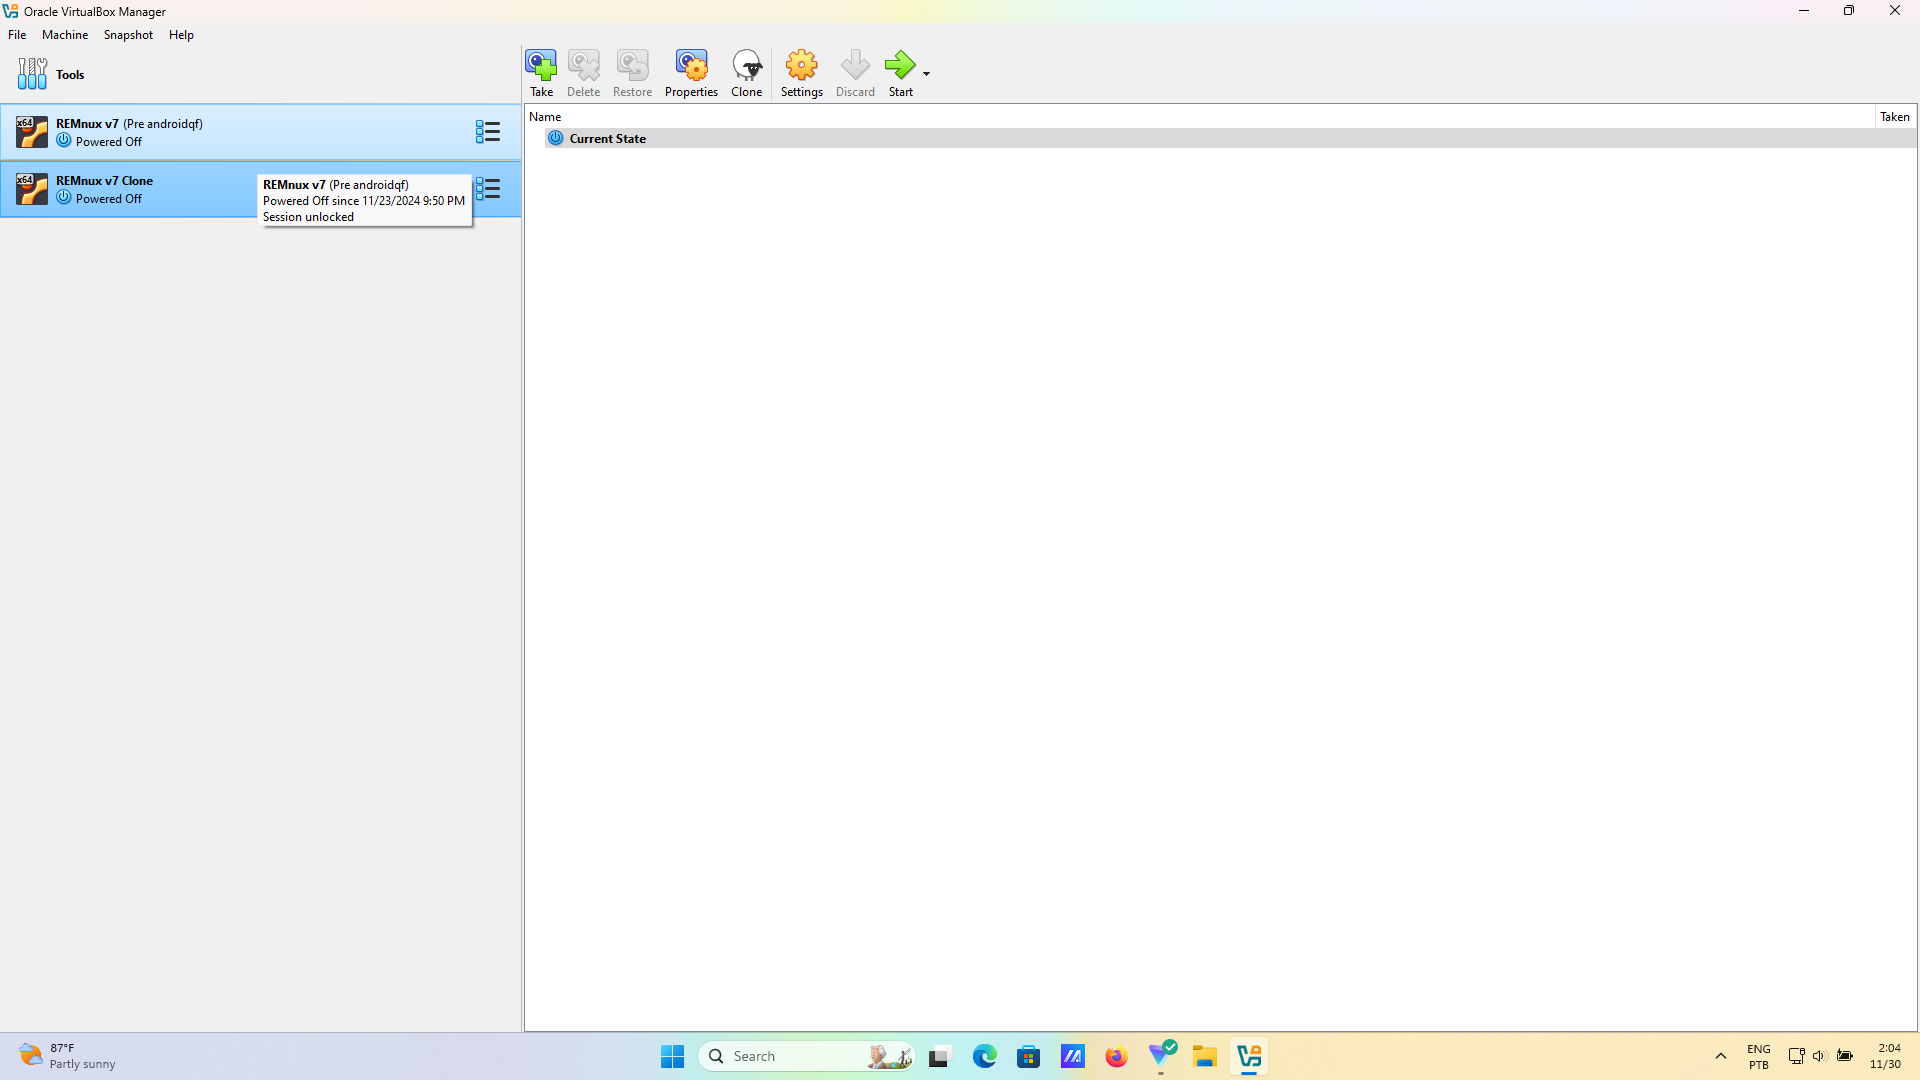 Oracle VirtualBox Manager
File Machine Snapshot Help
Tools
Take Delete Restore Properties Clone Settings Discard Start
x64 REMnux v7 (Pre androidqf)
Powered Off
x64 REMnux v7 Clone
Powered Off
REMnux v7 (Pre androidqf)
Powered Off since 11/23/2024 9:50 PM
Session unlocked
Name Taken
Current State
87°F
Partly sunny
Search
ENG
PTB
2:04
11/30